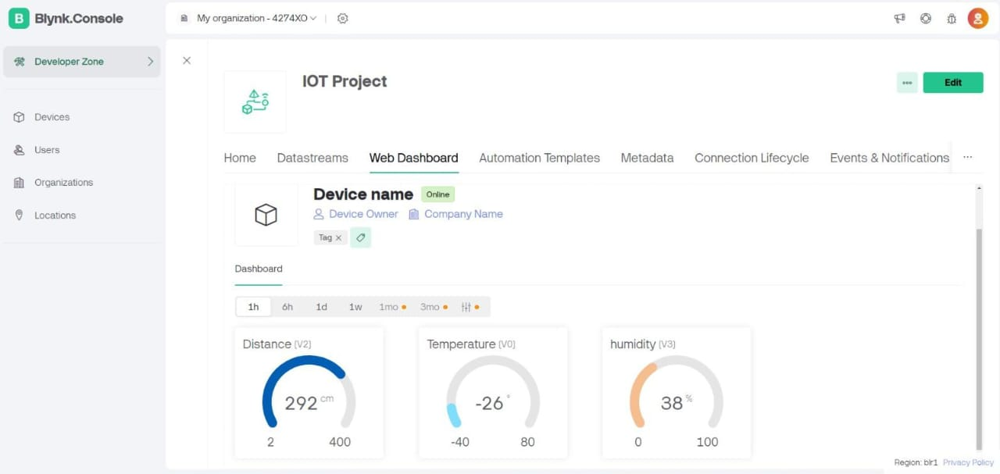 B Blynk.Console
My organization - 4274XO
Developer Zone
Devices
Users
Organizations
Locations
IOT Project
Edit
Home Datastreams Web Dashboard Automation Templates Metadata Connection Lifecycle Events & Notifications
Device name Online
Device Owner Company Name
Tag
Dashboard
1h 6h 1d 1w 1mo 3mo
Distance (V2)
292 cm
2 400
Temperature (V0)
-26 °
-40 80
humidity (V3)
38 %
0 100
Region: blr1 Privacy Policy